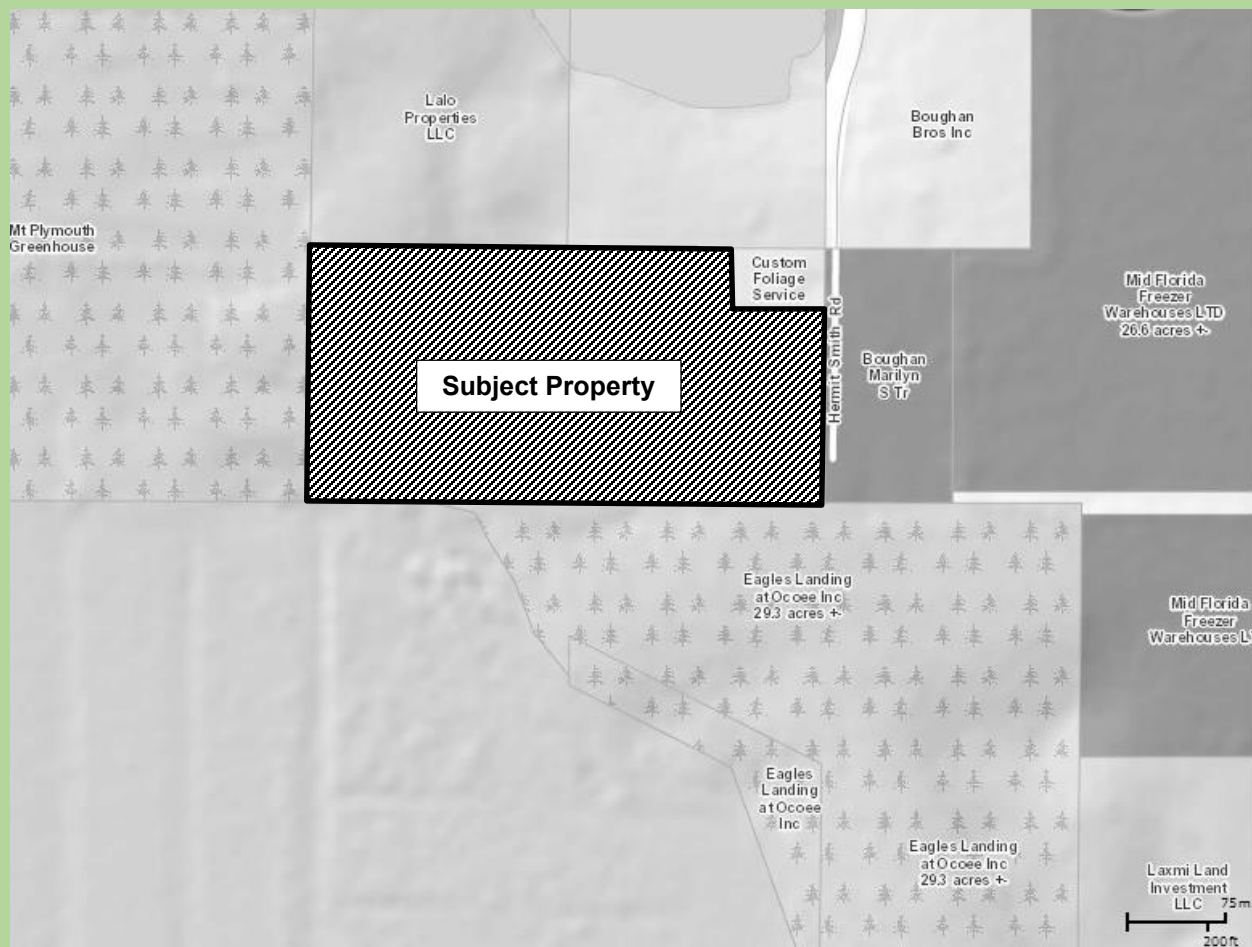 Lalo
Properties
LLC
Boughan
Bros Inc
Mt Plymouth
Greenhouse
Custom
Foliage
Service
Mid Florida
Freezer
Warehouses LTD
26.6 acres +-
Hermit Smith Rd
Boughan
Marilyn
S Tr
Subject Property
Eagles Landing
at Ocoee Inc
29.3 acres +-
Mid Florida
Freezer
Warehouses
Eagles
Landing
at Ocoee
Inc
Eagles Landing
at Ocoee Inc
29.3 acres +-
Laxmi Land
Investment
LLC
75m
200ft